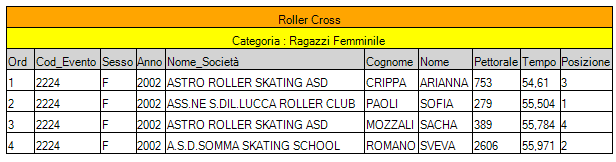 Roller Cross
Categoria : Ragazzi Femminile
Ord Cod_Evento Sesso Anno Nome_Società Cognome Nome Pettorale Tempo Posizione
1 2224 F 2002 ASTRO ROLLER SKATING ASD CRIPPA ARIANNA 753 54,61 3
2 2224 F 2002 ASS.NE S.DIL.LUCCA ROLLER CLUB PAOLI SOFIA 279 55,504 1
3 2224 F 2002 ASTRO ROLLER SKATING ASD MOZZALI SACHA 389 55,784 4
4 2224 F 2002 A.S.D.SOMMA SKATING SCHOOL ROMANO SVEVA 2606 55,971 2